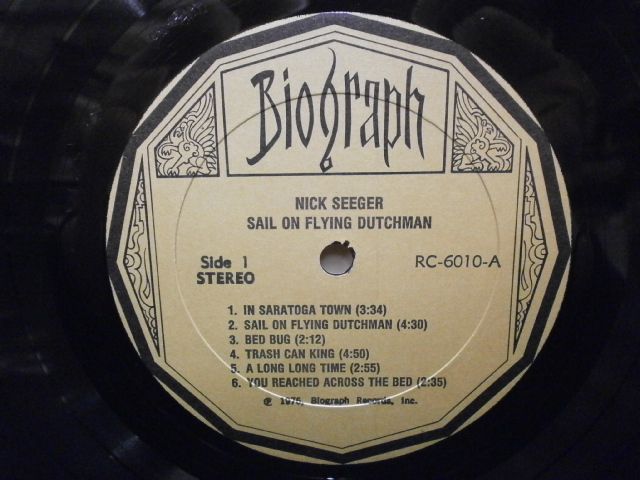 Biograph
NICK SEEGER
SAIL ON FLYING DUTCHMAN
Side 1
STEREO
RC-6010-A
1. IN SARATOGA TOWN (3:34)
2. SAIL ON FLYING DUTCHMAN (4:30)
3. BED BUG (2:12)
4. TRASH CAN KING (4:50)
5. A LONG LONG TIME (2:55)
6. YOU REACHED ACROSS THE BED (2:35)
℗ 1976, Biograph Records, Inc.